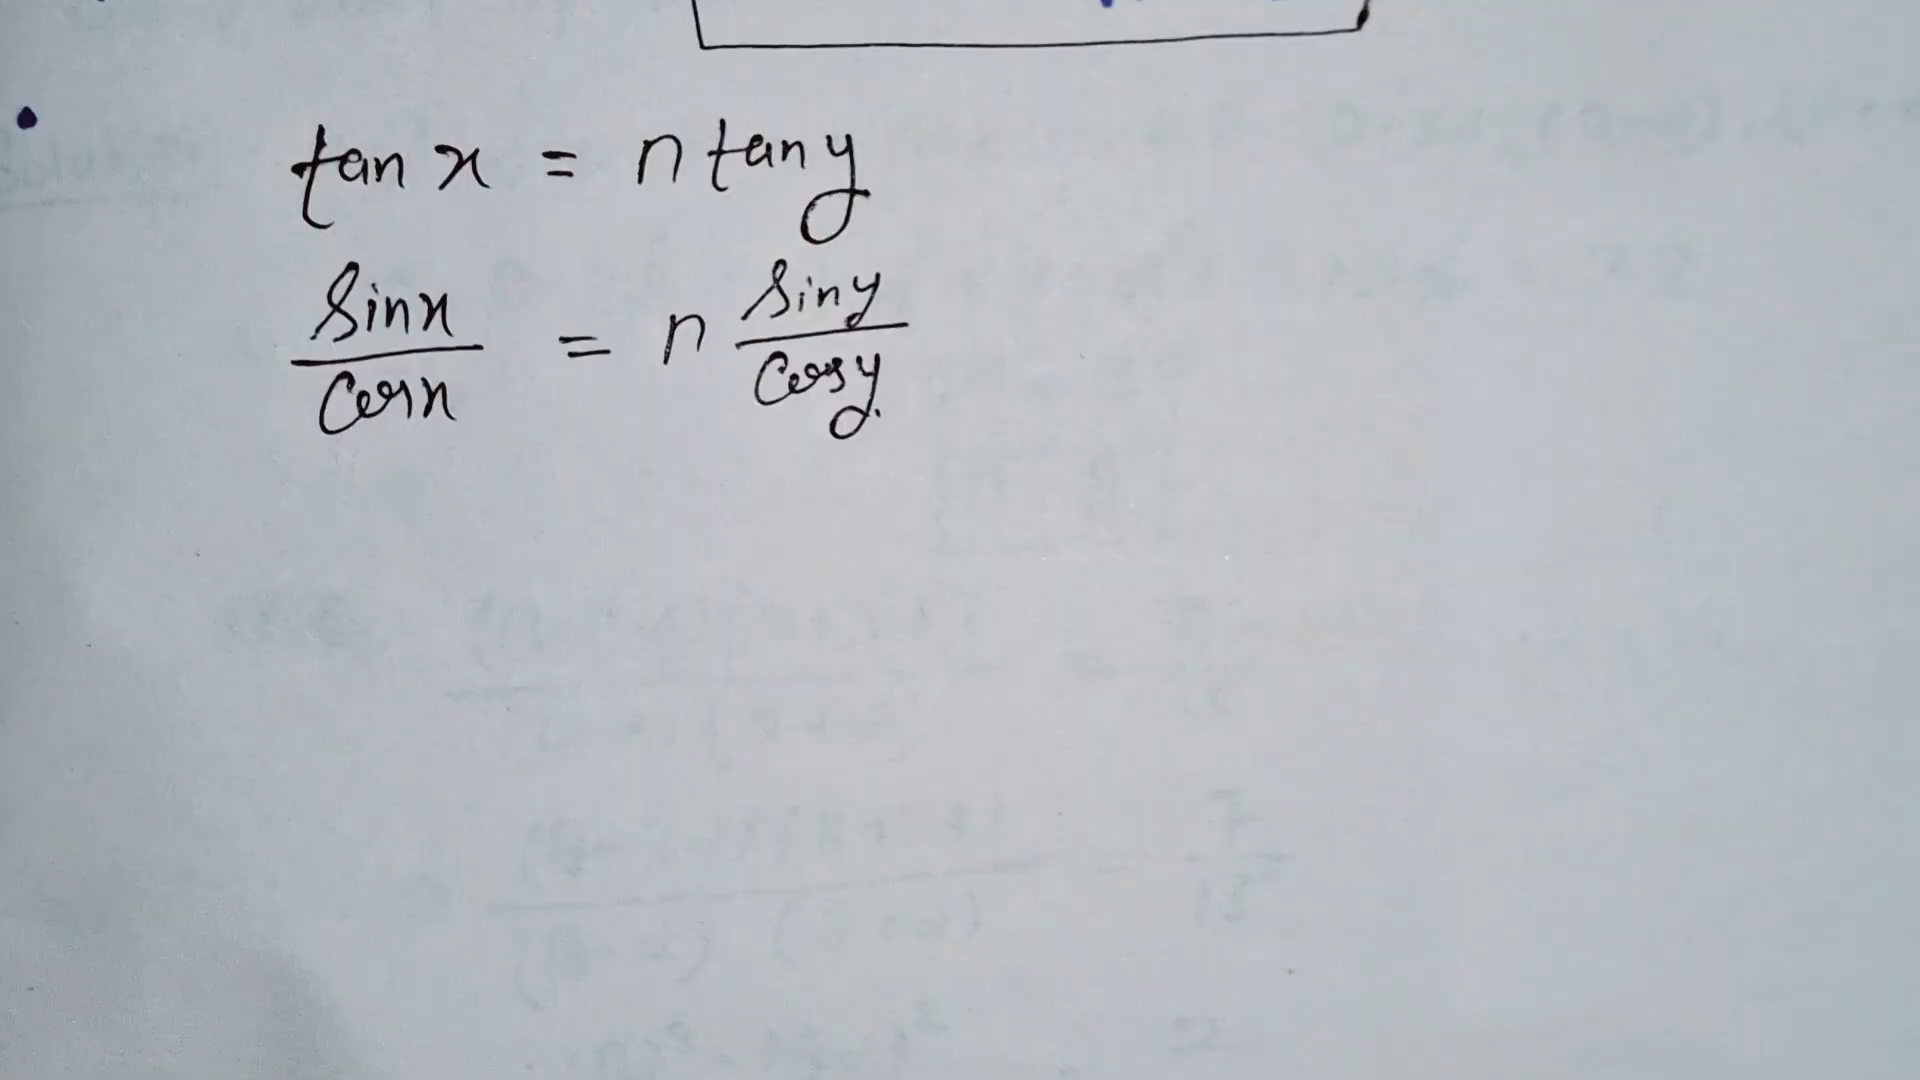 tan x = n tan y
sin x / cos x = n sin y / cos y